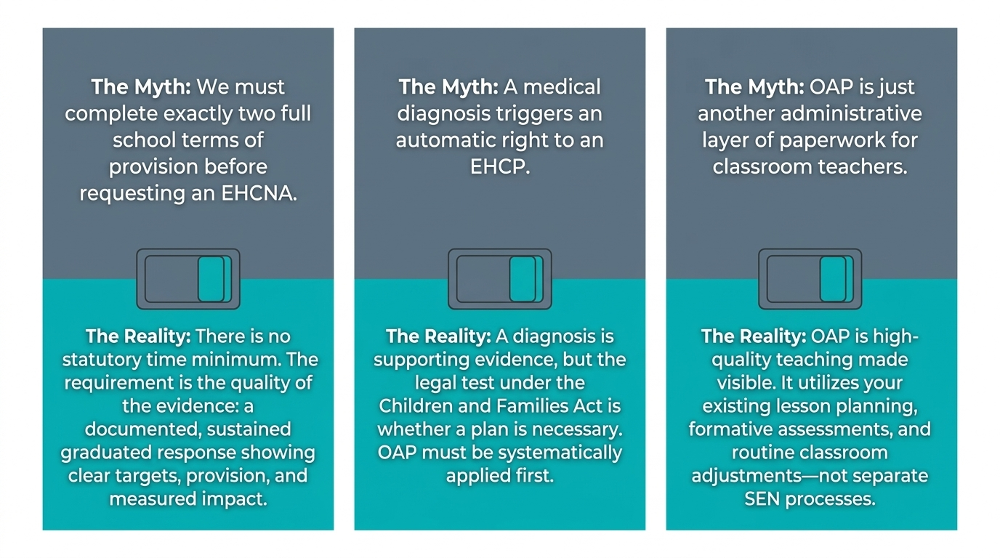 The Myth: We must
complete exactly two full
school terms of
provision before
requesting an EHCNA.
The Reality: There is no
statutory time minimum. The
requirement is the quality of
the evidence: a
documented, sustained
graduated response showing
clear targets, provision, and
measured impact.
The Myth: A medical
diagnosis triggers an
automatic right to an
EHCP.
The Reality: A diagnosis is
supporting evidence, but the
legal test under the
Children and Families Act is
whether a plan is necessary.
OAP must be systematically
applied first.
The Myth: OAP is just
another administrative
layer of paperwork for
classroom teachers.
The Reality: OAP is high-
quality teaching made
visible. It utilizes your
existing lesson planning,
formative assessments, and
routine classroom
adjustments—not separate
SEN processes.